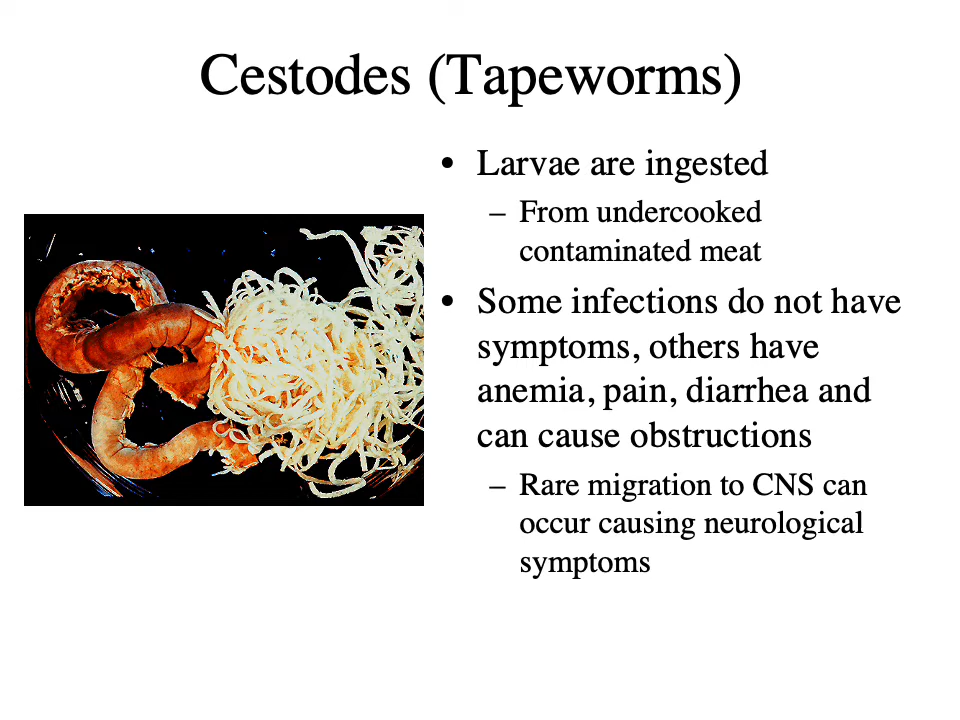 Cestodes (Tapeworms)
• Larvae are ingested
– From undercooked
contaminated meat
• Some infections do not have
symptoms, others have
anemia, pain, diarrhea and
can cause obstructions
– Rare migration to CNS can
occur causing neurological
symptoms